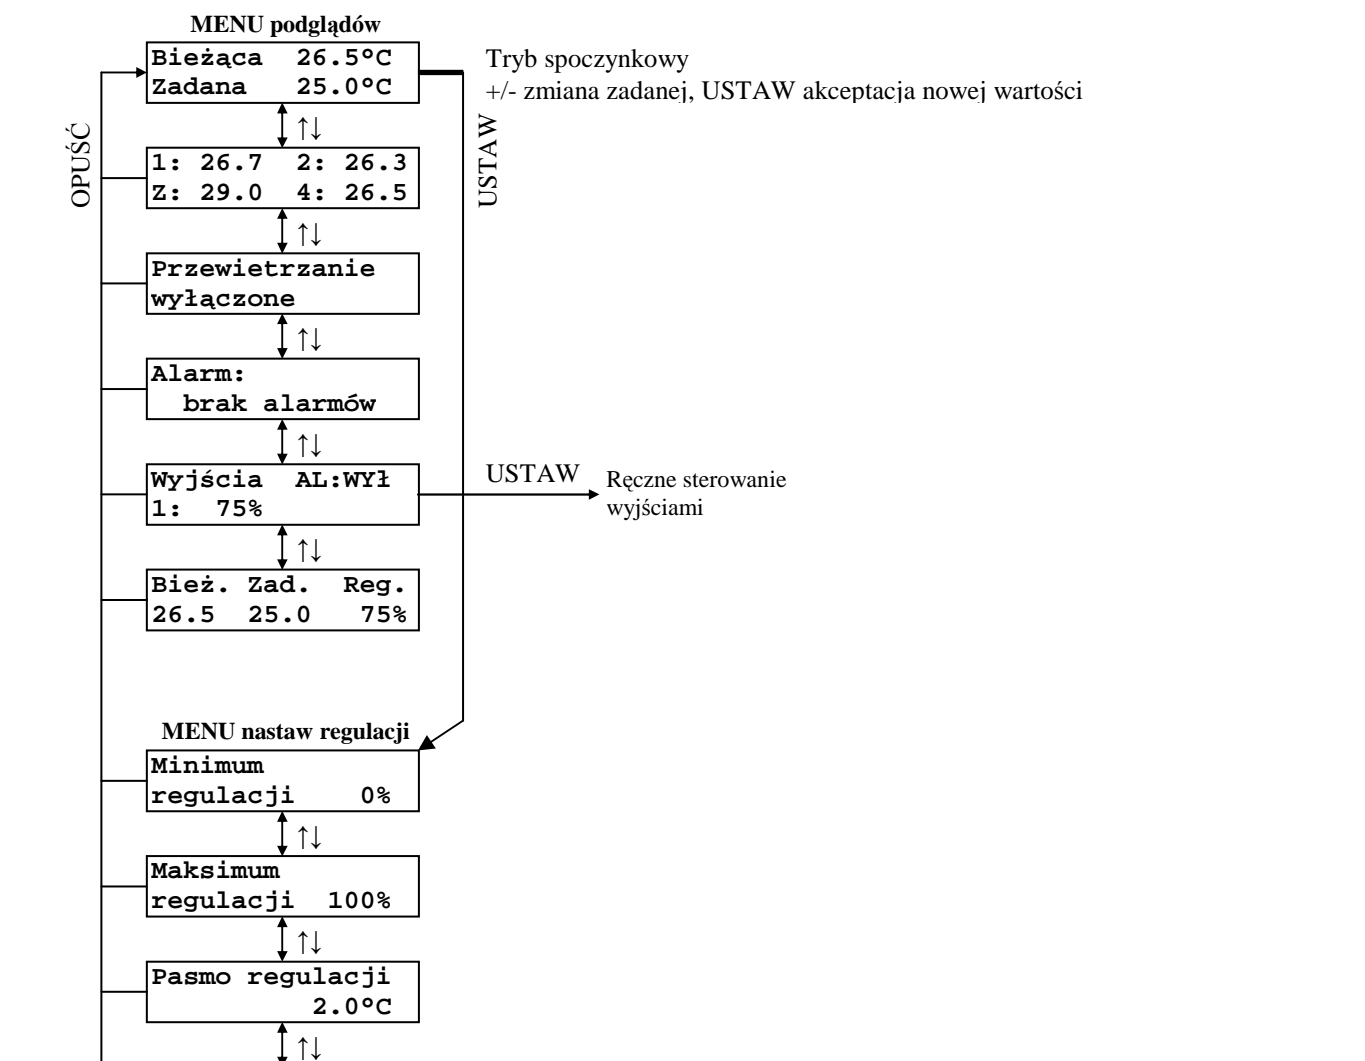 MENU podglądów
Bieżąca 26.5°C
Zadana 25.0°C
Tryb spoczynkowy
+/- zmiana zadanej, USTAW akceptacja nowej wartości
OPUŚĆ
USTAW
↑↓
1: 26.7 2: 26.3
Z: 29.0 4: 26.5
↑↓
Przewietrzanie
wyłączone
↑↓
Alarm:
brak alarmów
↑↓
Wyjścia AL:WYł
1: 75%
USTAW
Ręczne sterowanie
wyjściami
↑↓
Bież. Zad. Reg.
26.5 25.0 75%
MENU nastaw regulacji
Minimum
regulacji 0%
↑↓
Maksimum
regulacji 100%
↑↓
Pasmo regulacji
2.0°C
↑↓